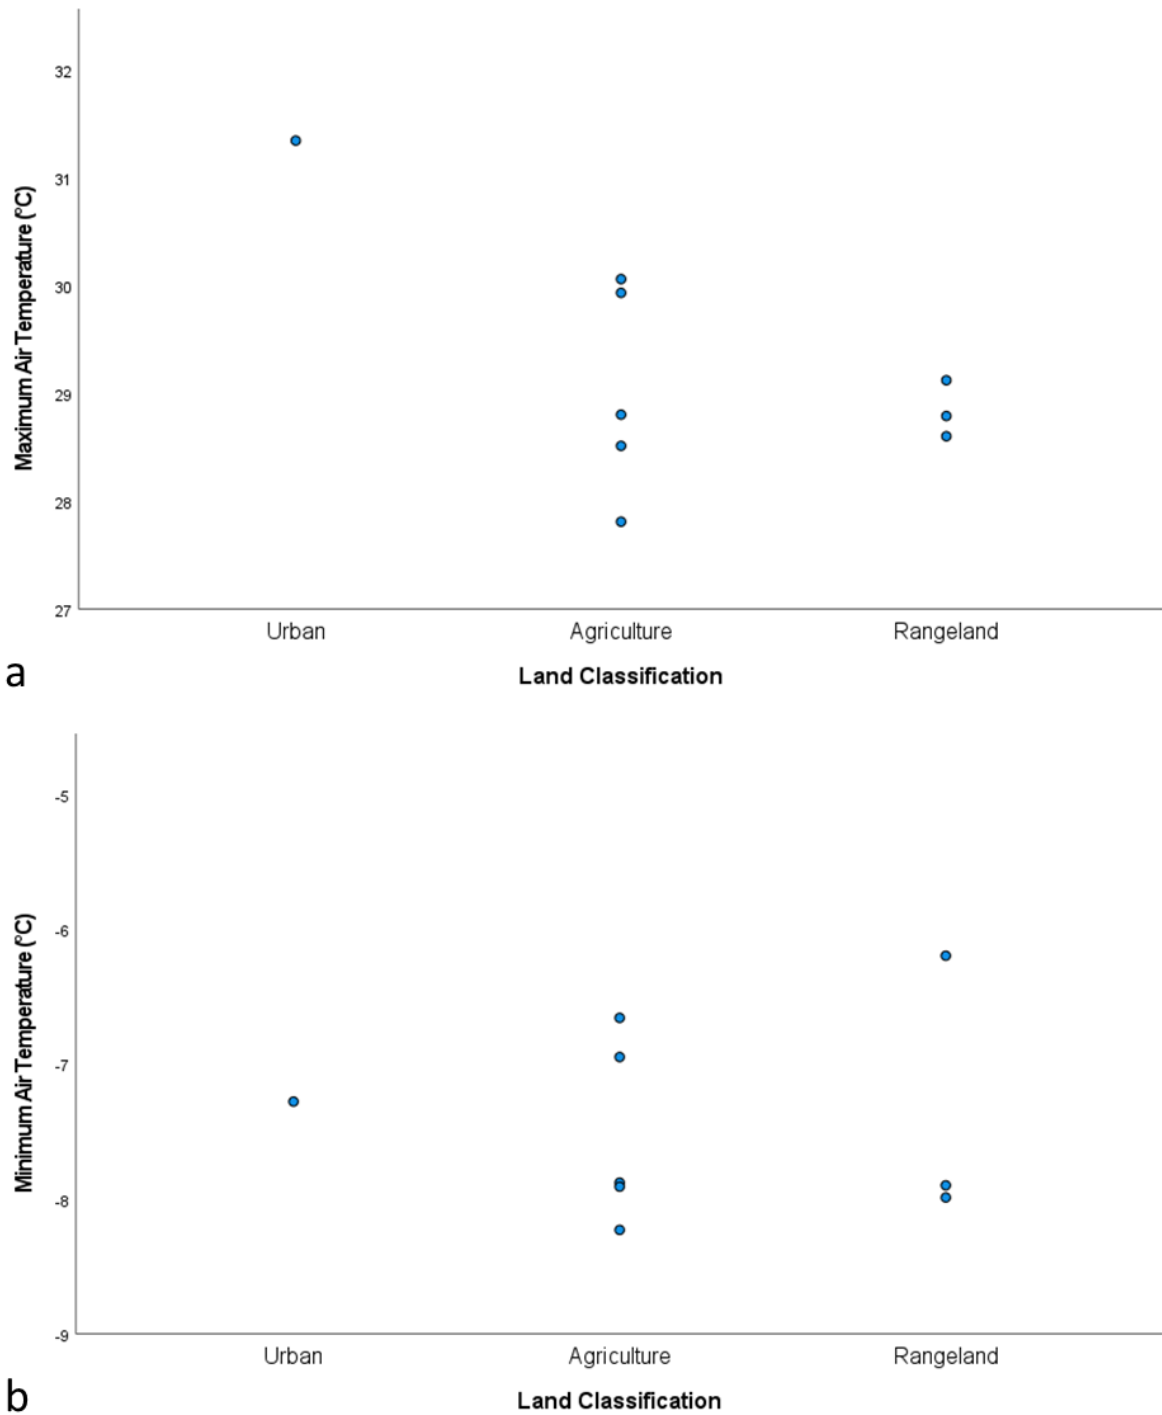 Maximum Air Temperature (°C)
32
31
30
29
28
27
Urban Agriculture Rangeland
Land Classification
a
Minimum Air Temperature (°C)
-5
-6
-7
-8
-9
Urban Agriculture Rangeland
Land Classification
b